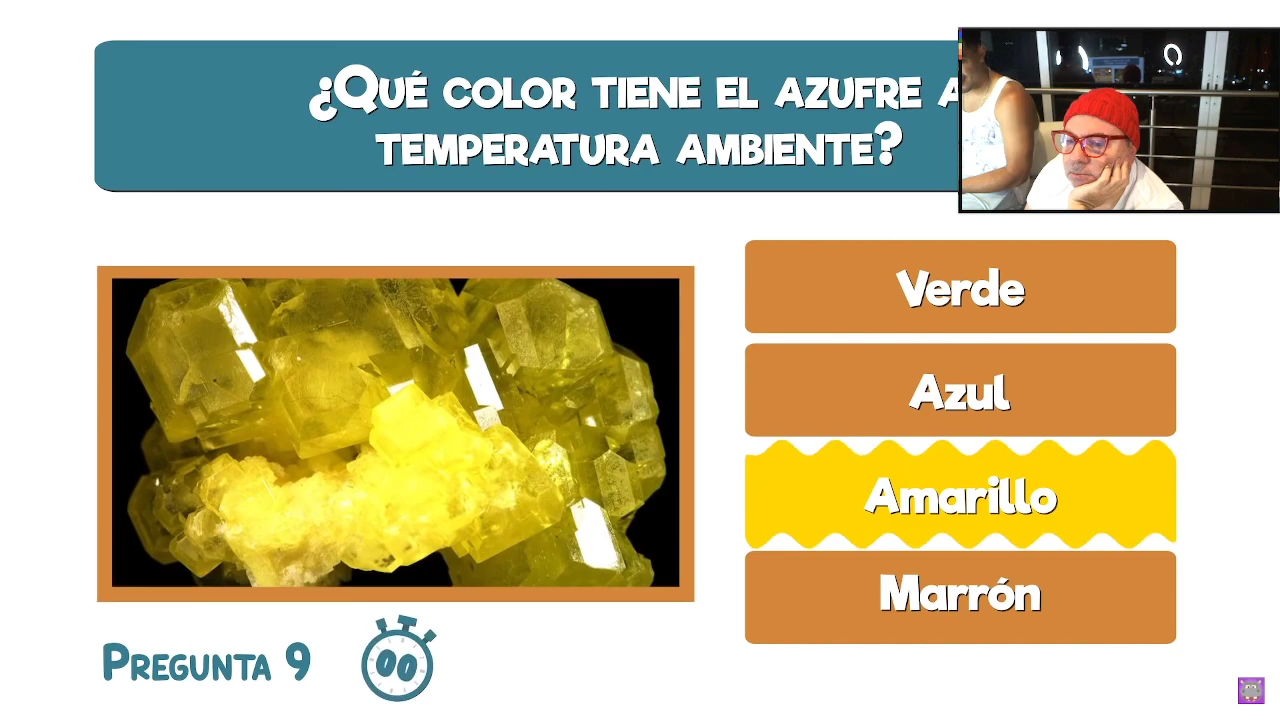 ¿Qué color tiene el azufre a
temperatura ambiente?
Verde
Azul
Amarillo
Marrón
Pregunta 9
00